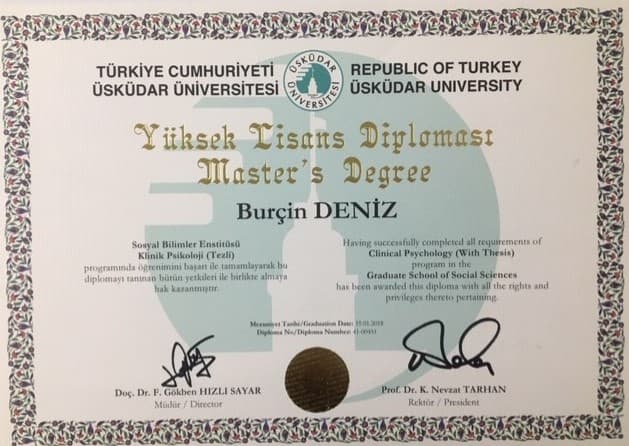 TÜRKİYE CUMHURİYETİ
ÜSKÜDAR ÜNİVERSİTESİ
ÜSKÜDAR
ÜNİVERSİTESİ
REPUBLIC OF TURKEY
ÜSKÜDAR UNIVERSITY
Yüksek Lisans Diploması
Master's Degree
Burçin DENİZ
Sosyal Bilimler Enstitüsü
Klinik Psikoloji (Tezli)
programında öğrenimini başarı ile tamamlayarak bu
diplomayı tanınan bütün yetkileri ile birlikte almaya
hak kazanmıştır.
Having successfully completed all requirements of
Clinical Psychology (With Thesis)
program in the
Graduate School of Social Sciences
has been awarded this diploma with all the rights and
privileges thereto pertaining.
Mezuniyet Tarihi/Graduation Date:
Diploma No/Diploma Number:
Doç. Dr. F. Gökben HIZLI SAYAR
Müdür / Director
Prof. Dr. K. Nevzat TARHAN
Rektör / President